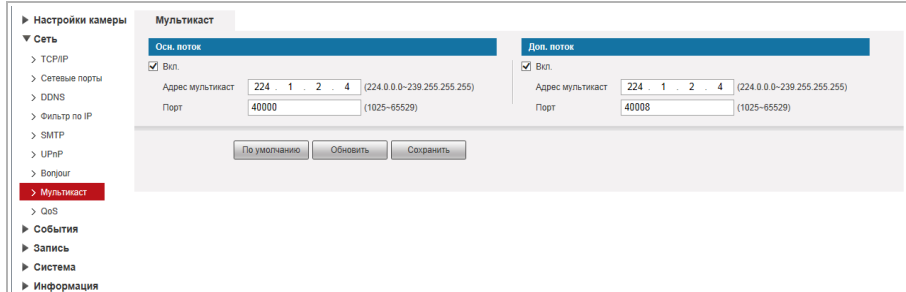 Настройки камеры
Сеть
TCP/IP
Сетевые порты
DDNS
Фильтр по IP
SMTP
UPnP
Bonjour
Мультикаст
QoS
События
Запись
Система
Информация
Мультикаст
Осн. поток
Вкл.
Адрес мультикаст 224 . 1 . 2 . 4 (224.0.0.0~239.255.255.255)
Порт 40000 (1025~65529)
Доп. поток
Вкл.
Адрес мультикаст 224 . 1 . 2 . 4 (224.0.0.0~239.255.255.255)
Порт 40008 (1025~65529)
По умолчанию Обновить Сохранить